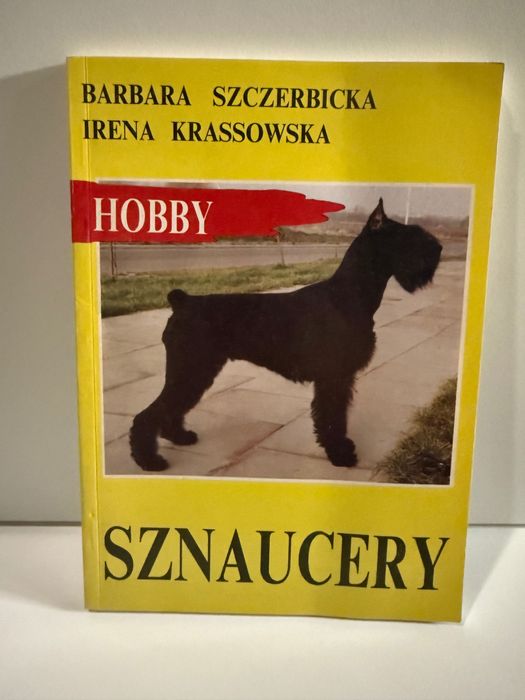 BARBARA SZCZERBICKA
IRENA KRASSOWSKA
HOBBY
SZNAUCERY